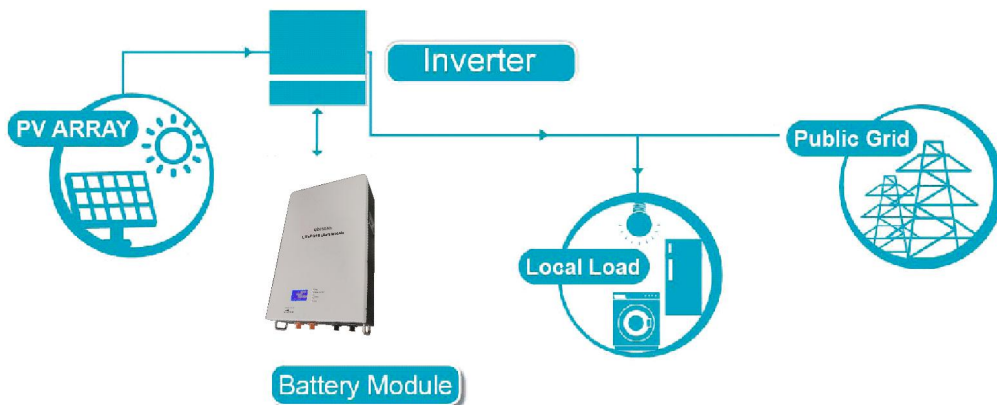 Inverter
PV ARRAY
Public Grid
Local Load
Battery Module